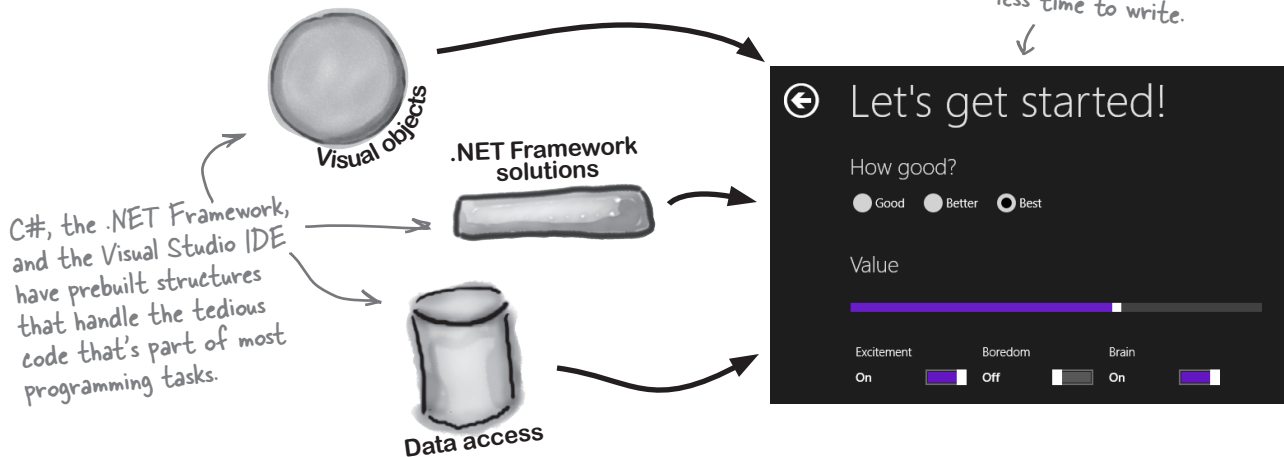 less time to write.
Visual objects
.NET Framework
solutions
C#, the .NET Framework,
and the Visual Studio IDE
have prebuilt structures
that handle the tedious
code that's part of most
programming tasks.
Data access
Let's get started!
How good?
Good Better Best
Value
Excitement Boredom Brain
On Off On